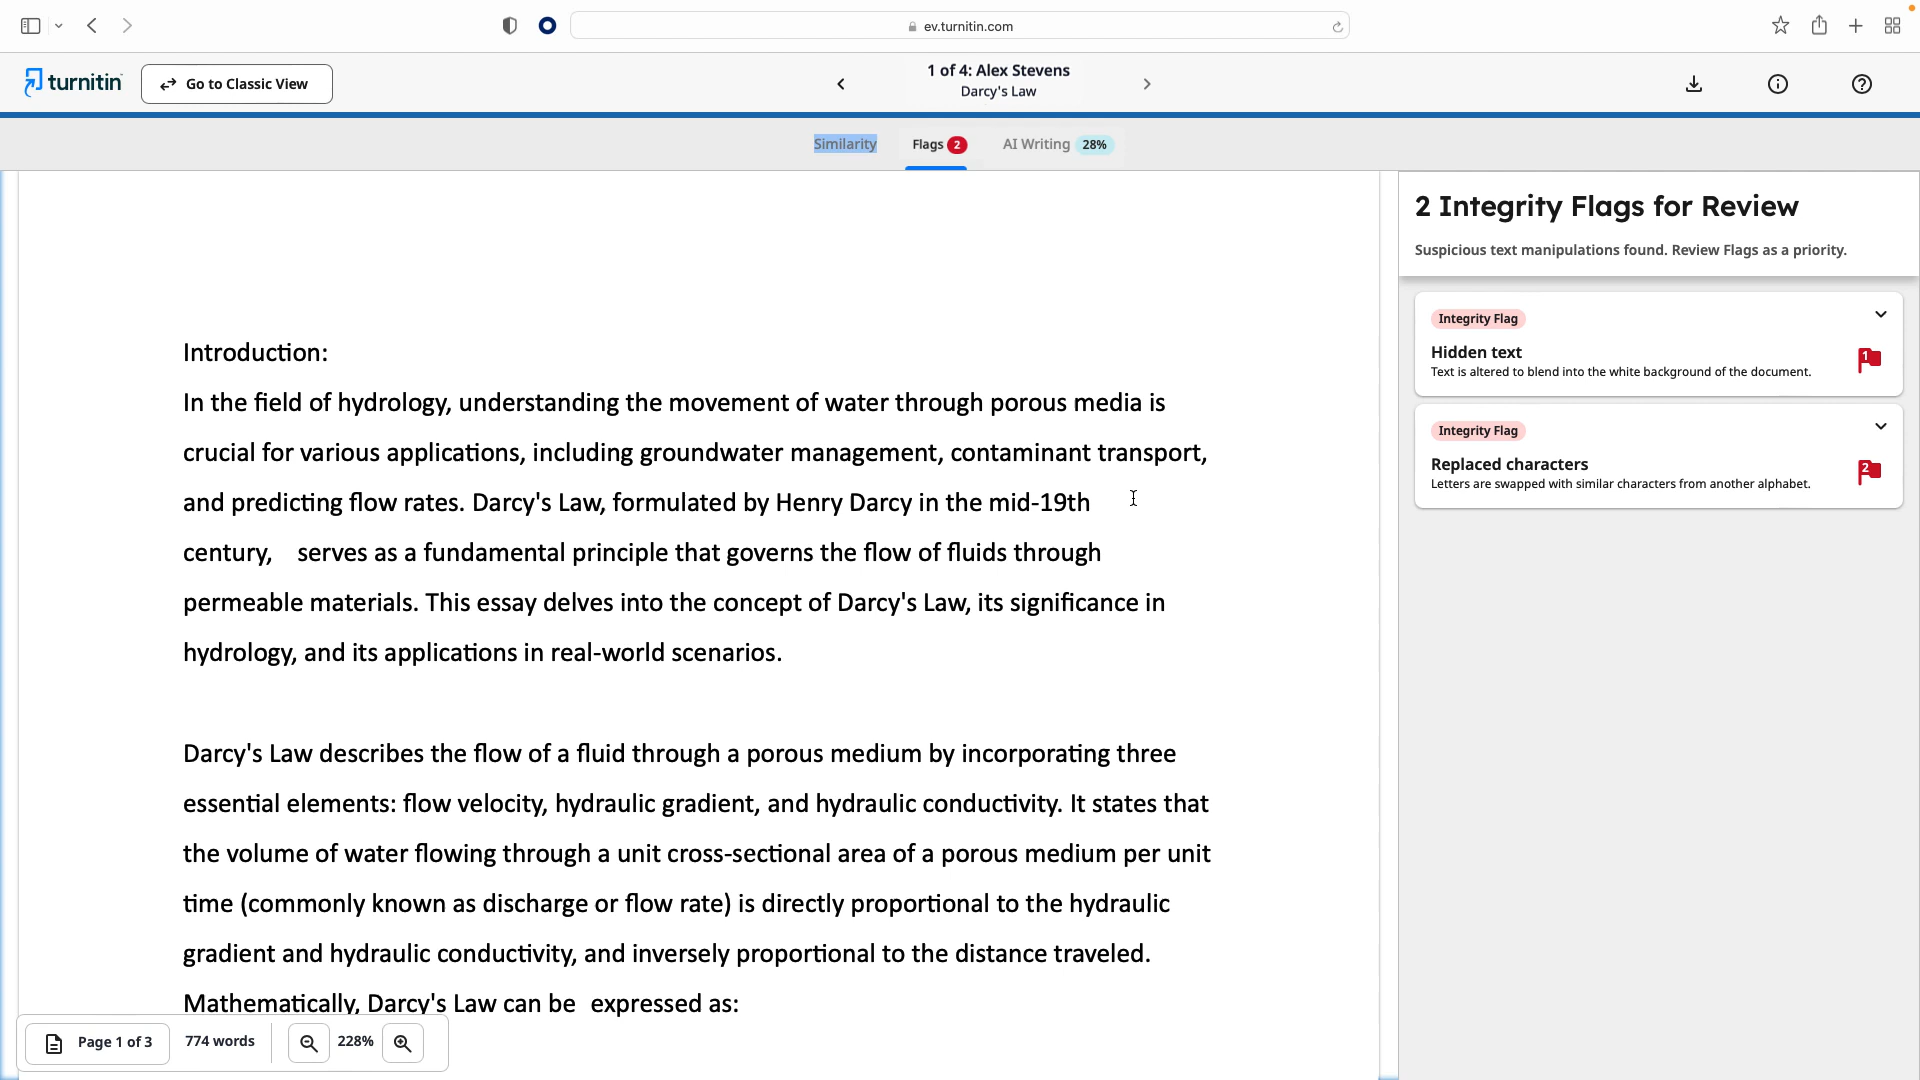 ev.turnitin.com
turnitin
Go to Classic View
1 of 4: Alex Stevens
Darcy's Law
Similarity
Flags 2
AI Writing 28%
Introduction:
In the field of hydrology, understanding the movement of water through porous media is
crucial for various applications, including groundwater management, contaminant transport,
and predicting flow rates. Darcy's Law, formulated by Henry Darcy in the mid-19th
century, serves as a fundamental principle that governs the flow of fluids through
permeable materials. This essay delves into the concept of Darcy's Law, its significance in
hydrology, and its applications in real-world scenarios.
Darcy's Law describes the flow of a fluid through a porous medium by incorporating three
essential elements: flow velocity, hydraulic gradient, and hydraulic conductivity. It states that
the volume of water flowing through a unit cross-sectional area of a porous medium per unit
time (commonly known as discharge or flow rate) is directly proportional to the hydraulic
gradient and hydraulic conductivity, and inversely proportional to the distance traveled.
Mathematically, Darcy's Law can be expressed as:
Page 1 of 3
774 words
228%
2 Integrity Flags for Review
Suspicious text manipulations found. Review Flags as a priority.
Integrity Flag
Hidden text
1
Text is altered to blend into the white background of the document.
Integrity Flag
Replaced characters
2
Letters are swapped with similar characters from another alphabet.